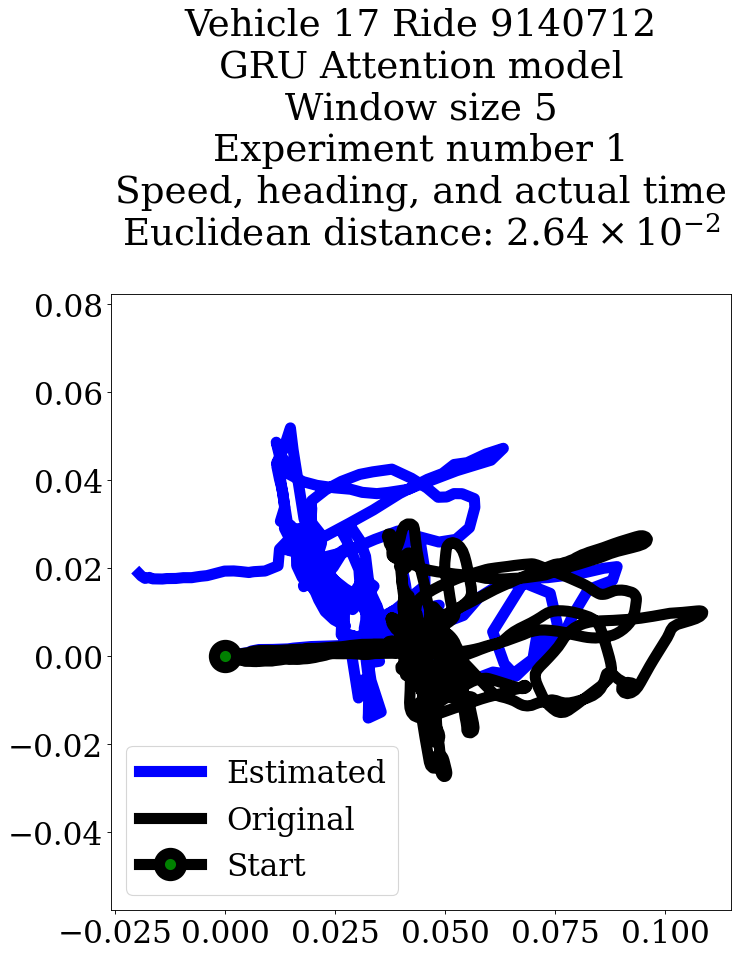 Vehicle 17 Ride 9140712
GRU Attention model
Window size 5
Experiment number 1
Speed, heading, and actual time
Euclidean distance: 2.64 × 10⁻²
0.08
0.06
0.04
0.02
0.00
−0.02
−0.04
Estimated
Original
Start
−0.025 0.000 0.025 0.050 0.075 0.100